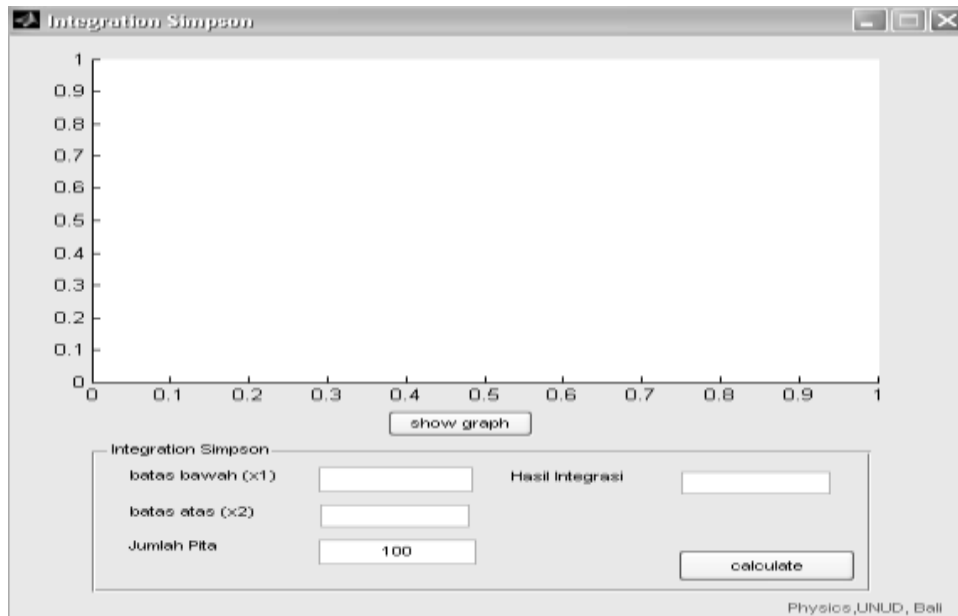 Integration Simpson
1
0.9
0.8
0.7
0.6
0.5
0.4
0.3
0.2
0.1
0
0 0.1 0.2 0.3 0.4 0.5 0.6 0.7 0.8 0.9 1
show graph
Integration Simpson
batas bawah (x1)
Hasil Integrasi
batas atas (x2)
Jumlah Pita 100
calculate
Physics,UNUD, Bali